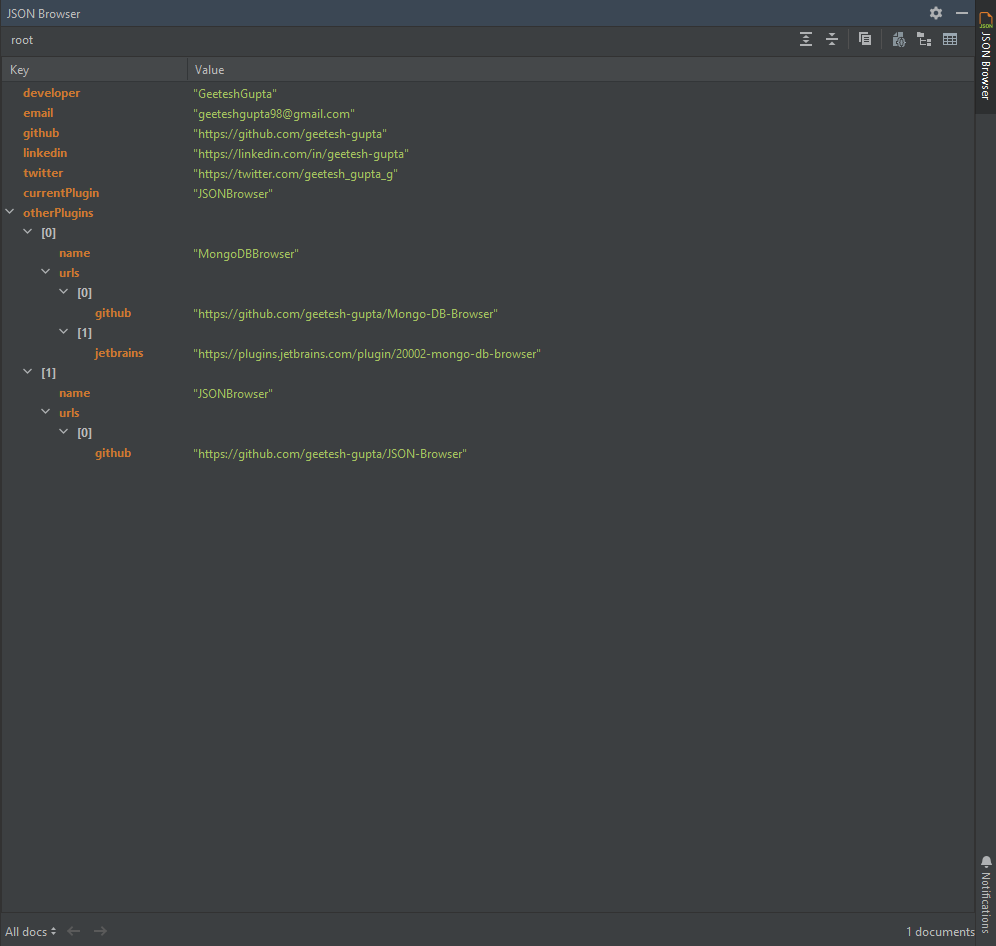 JSON Browser
root
Key Value
developer "GeeteshGupta"
email "geeteshgupta98@gmail.com"
github "https://github.com/geetesh-gupta"
linkedin "https://linkedin.com/in/geetesh-gupta"
twitter "https://twitter.com/geetesh_gupta_g"
currentPlugin "JSONBrowser"
otherPlugins
[0]
name "MongoDBBrowser"
urls
[0]
github "https://github.com/geetesh-gupta/Mongo-DB-Browser"
[1]
jetbrains "https://plugins.jetbrains.com/plugin/20002-mongo-db-browser"
[1]
name "JSONBrowser"
urls
[0]
github "https://github.com/geetesh-gupta/JSON-Browser"
All docs 1 documents
JSON
JSON Browser
Notifications